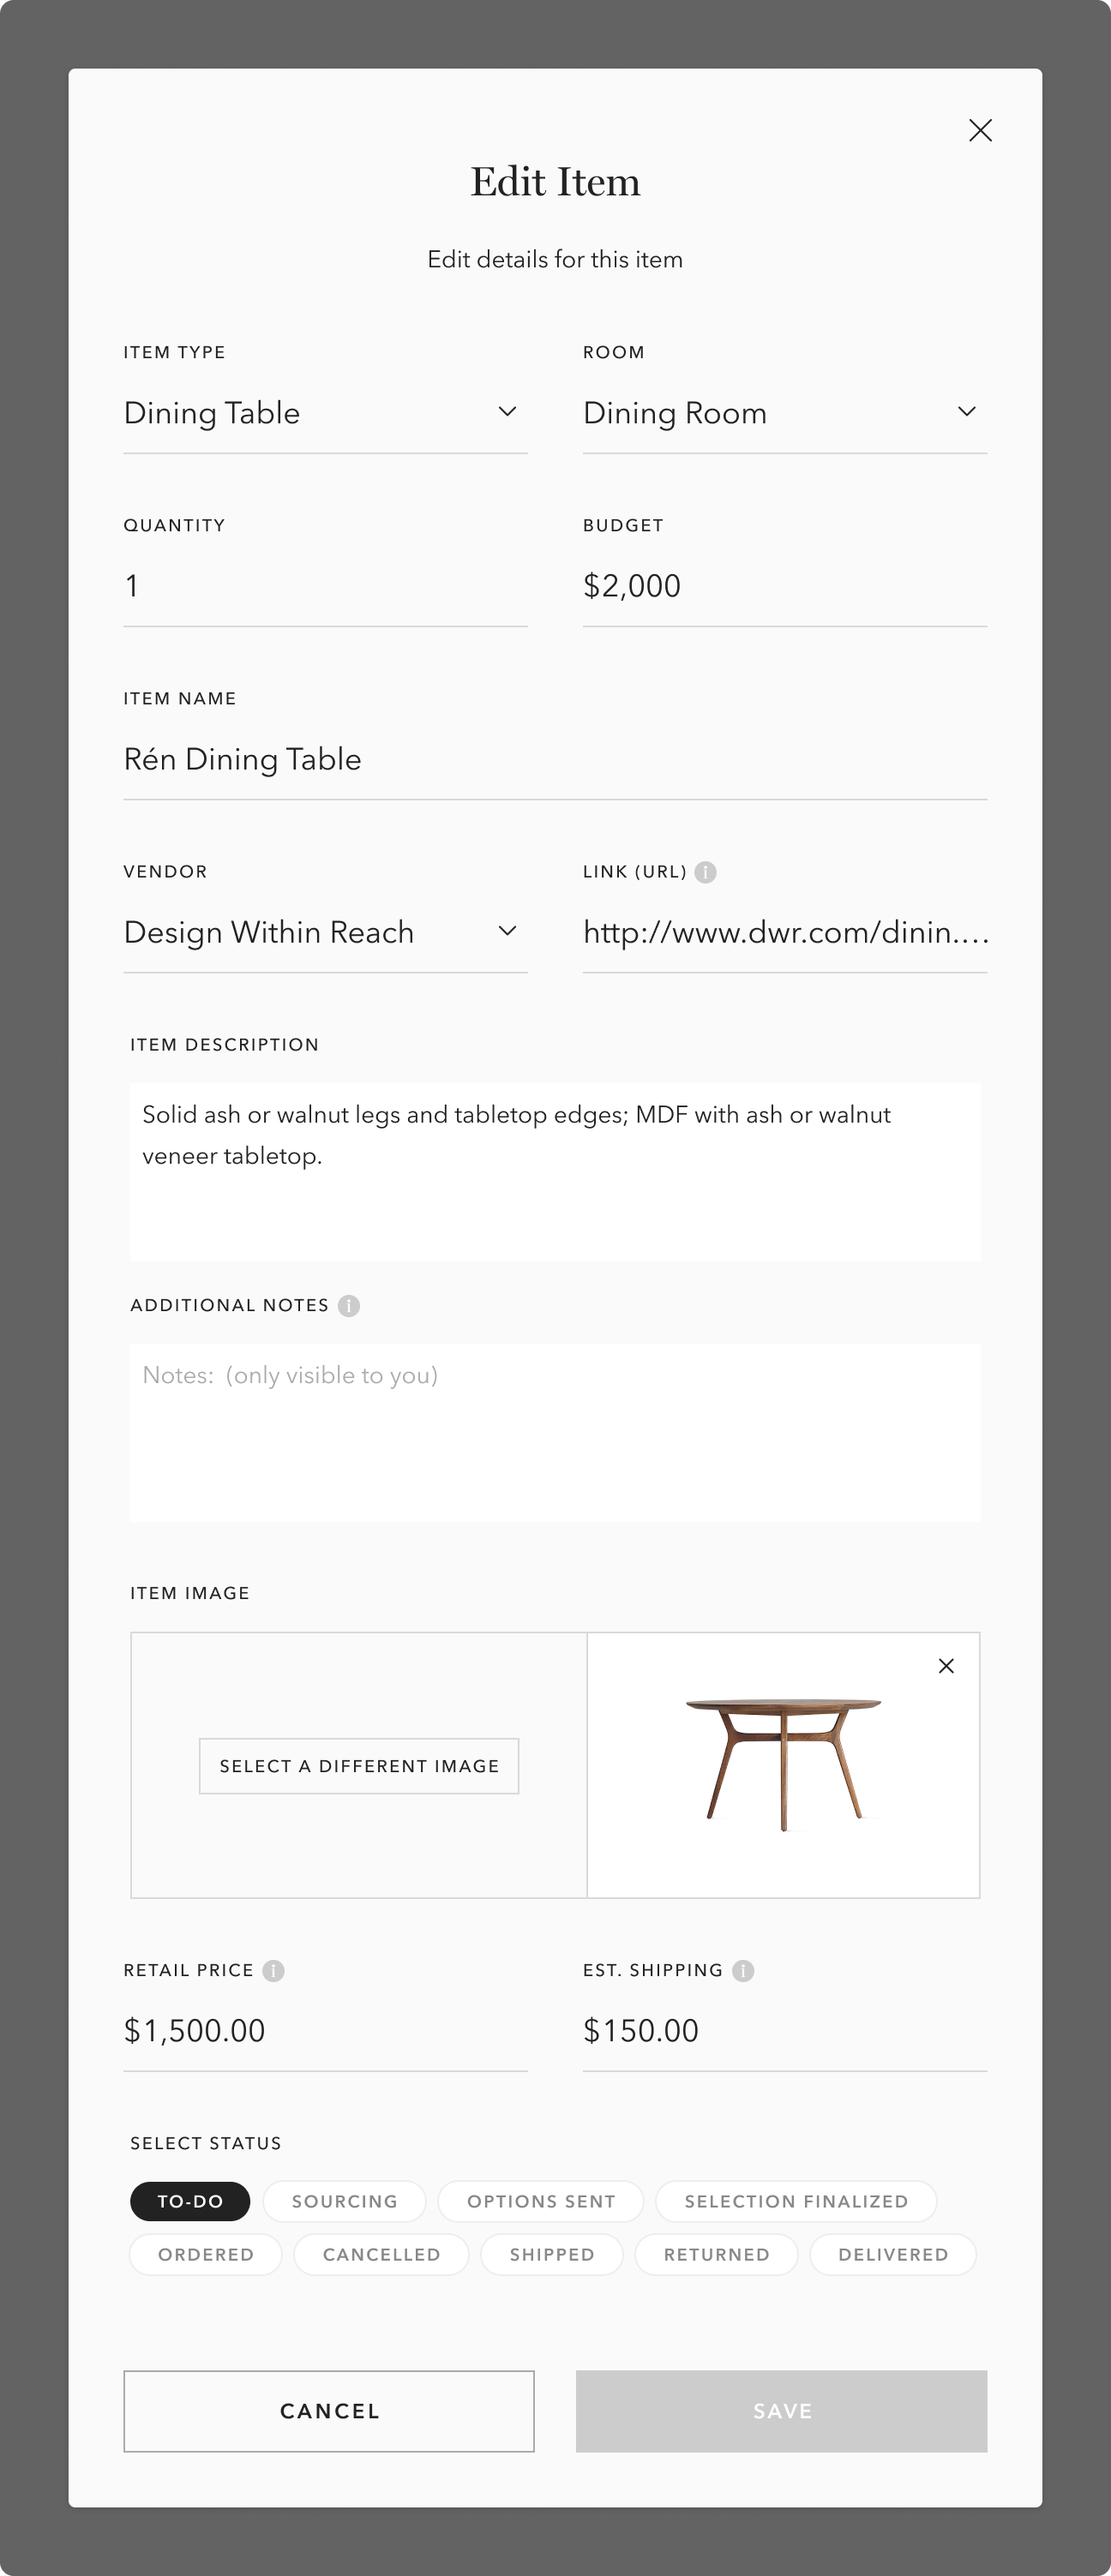 Edit Item
Edit details for this item
ITEM TYPE
ROOM
Dining Table
Dining Room
QUANTITY
BUDGET
1
$2,000
ITEM NAME
Rén Dining Table
VENDOR
LINK (URL) i
Design Within Reach
http://www.dwr.com/dinin....
ITEM DESCRIPTION
Solid ash or walnut legs and tabletop edges; MDF with ash or walnut
veneer tabletop.
ADDITIONAL NOTES i
Notes:  (only visible to you)
ITEM IMAGE
SELECT A DIFFERENT IMAGE
RETAIL PRICE i
EST. SHIPPING i
$1,500.00
$150.00
SELECT STATUS
TO-DO SOURCING OPTIONS SENT SELECTION FINALIZED
ORDERED CANCELLED SHIPPED RETURNED DELIVERED
CANCEL
SAVE